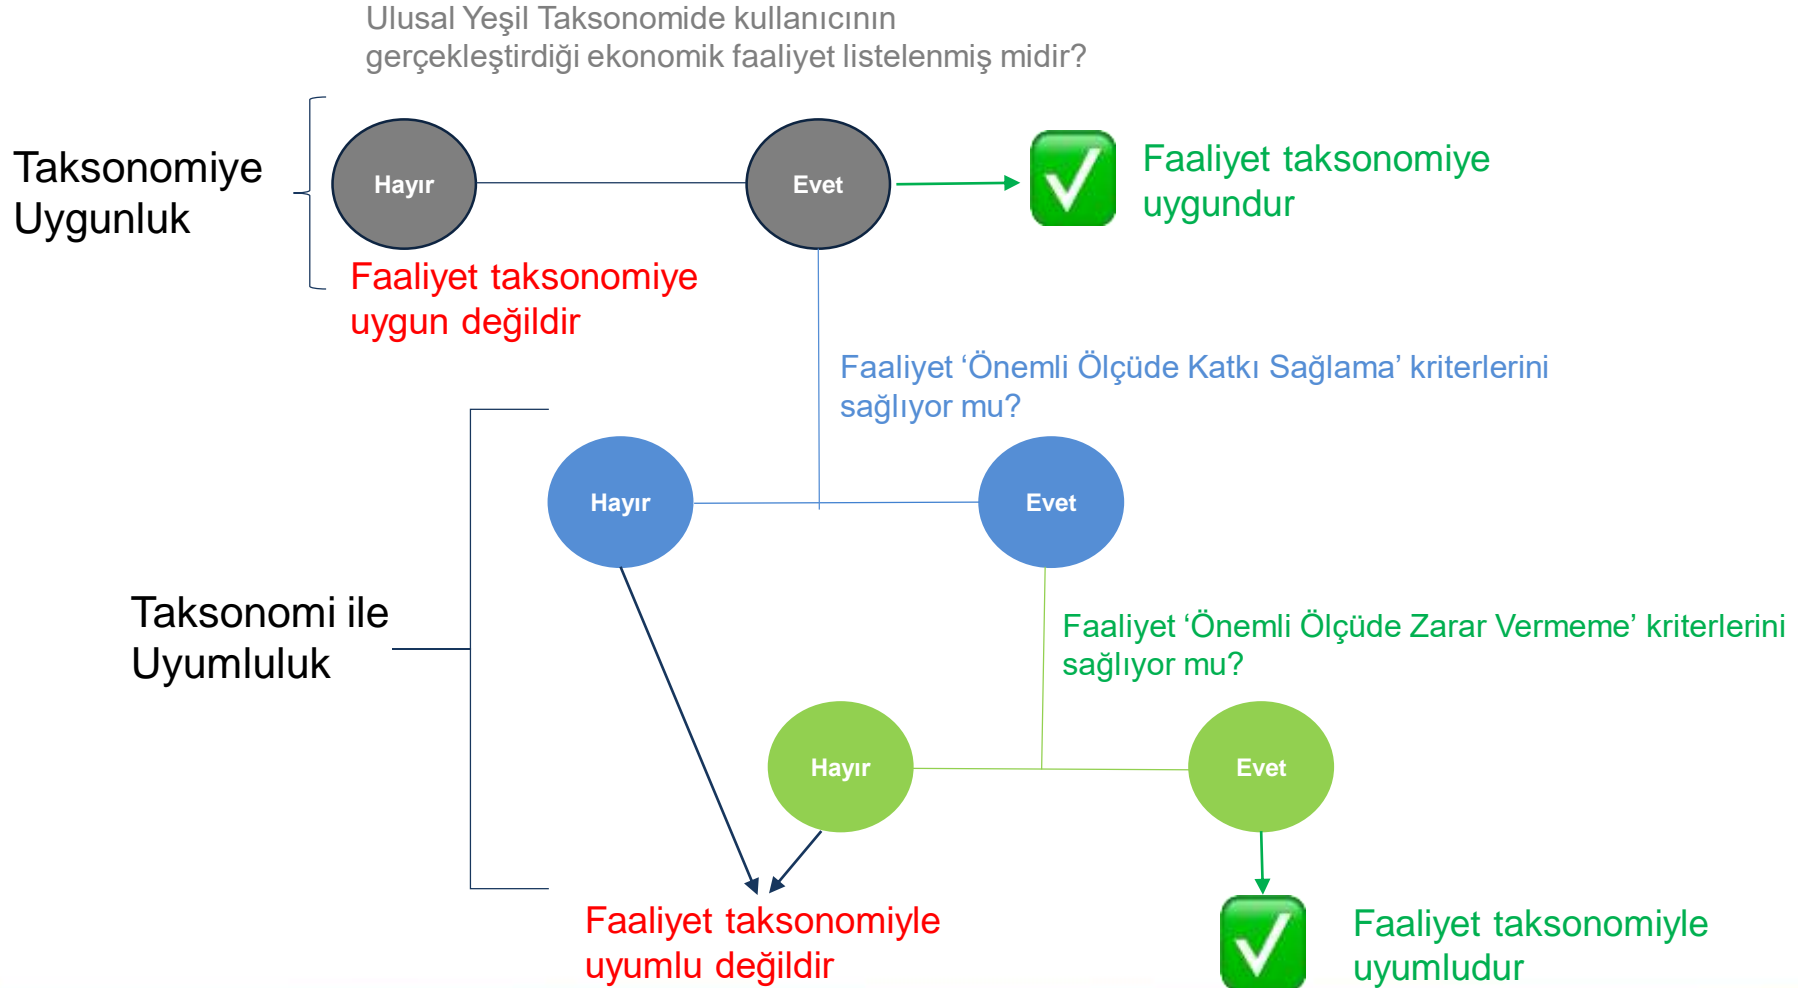 Ulusal Yeşil Taksonomide kullanıcının
gerçekleştirdiği ekonomik faaliyet listelenmiş midir?
Taksonomiye
Uygunluk
Hayır
Evet
Faaliyet taksonomiye
uygundur
Faaliyet taksonomiye
uygun değildir
Faaliyet ‘Önemli Ölçüde Katkı Sağlama’ kriterlerini
sağlıyor mu?
Hayır
Evet
Taksonomi ile
Uyumluluk
Faaliyet ‘Önemli Ölçüde Zarar Vermeme’ kriterlerini
sağlıyor mu?
Hayır
Evet
Faaliyet taksonomiyle
uyumlu değildir
Faaliyet taksonomiyle
uyumludur